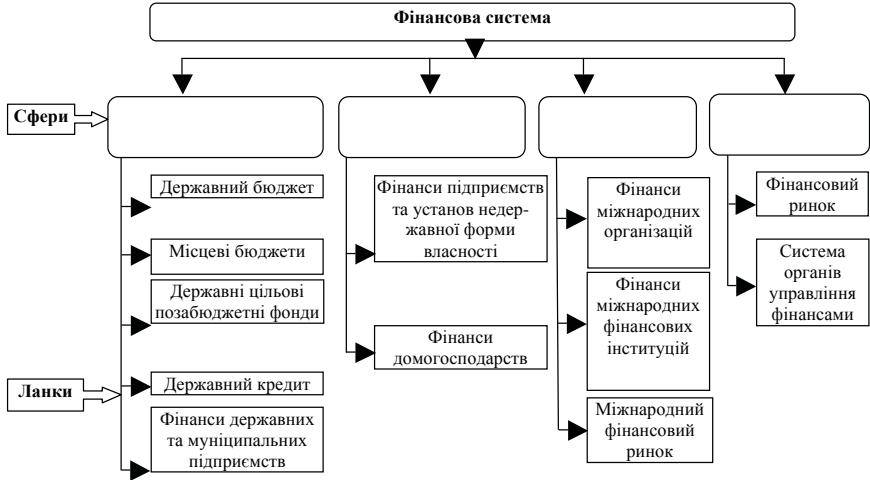 Фінансова система
Сфери
Державний бюджет
Місцеві бюджети
Державні цільові
позабюджетні фонди
Ланки
Державний кредит
Фінанси державних
та муніципальних
підприємств
Фінанси підприємств
та установ недер-
жавної форми
власності
Фінанси
домогосподарств
Фінанси
міжнародних
організацій
Фінанси
міжнародних
фінансових
інституцій
Міжнародний
фінансовий
ринок
Фінансовий
ринок
Система
органів
управління
фінансами